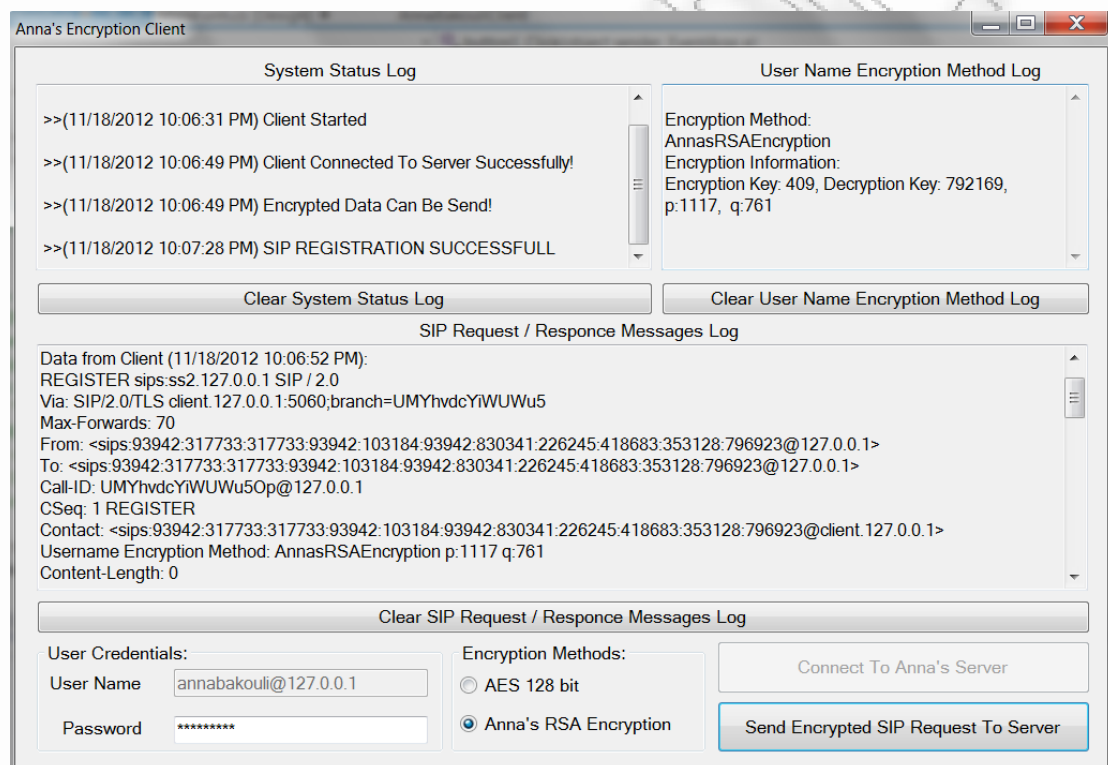 Anna's Encryption Client
System Status Log
>>(11/18/2012 10:06:31 PM) Client Started
>>(11/18/2012 10:06:49 PM) Client Connected To Server Successfully!
>>(11/18/2012 10:06:49 PM) Encrypted Data Can Be Send!
>>(11/18/2012 10:07:28 PM) SIP REGISTRATION SUCCESSFULL
Clear System Status Log
User Name Encryption Method Log
Encryption Method:
AnnasRSAEncryption
Encryption Information:
Encryption Key: 409, Decryption Key: 792169,
p:1117, q:761
Clear User Name Encryption Method Log
SIP Request / Responce Messages Log
Data from Client (11/18/2012 10:06:52 PM):
REGISTER sips:ss2.127.0.0.1 SIP / 2.0
Via: SIP/2.0/TLS client.127.0.0.1:5060;branch=UMYhvdcYiWUWu5
Max-Forwards: 70
From: <sips:93942:317733:317733:93942:103184:93942:830341:226245:418683:353128:796923@127.0.0.1>
To: <sips:93942:317733:317733:93942:103184:93942:830341:226245:418683:353128:796923@127.0.0.1>
Call-ID: UMYhvdcYiWUWu5Op@127.0.0.1
CSeq: 1 REGISTER
Contact: <sips:93942:317733:317733:93942:103184:93942:830341:226245:418683:353128:796923@client.127.0.0.1>
Username Encryption Method: AnnasRSAEncryption p:1117 q:761
Content-Length: 0
Clear SIP Request / Responce Messages Log
User Credentials:
User Name annabakouli@127.0.0.1
Password *********
Encryption Methods:
AES 128 bit
Anna's RSA Encryption
Connect To Anna's Server
Send Encrypted SIP Request To Server